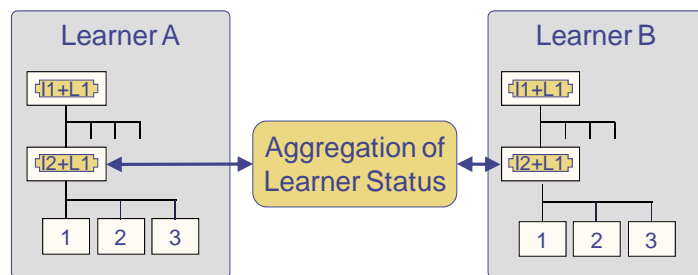 Learner A
I1+L1
I2+L1
1 2 3
Aggregation of
Learner Status
Learner B
I1+L1
I2+L1
1 2 3